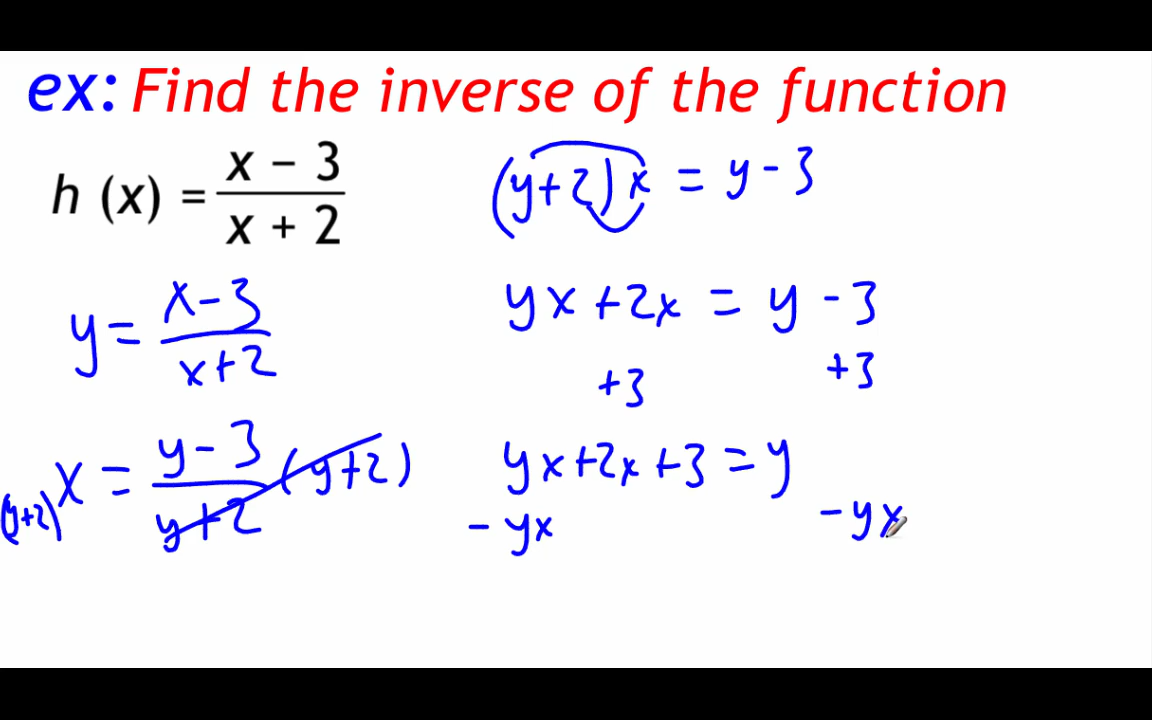 ex: Find the inverse of the function
h (x) = x - 3
x + 2
y = x-3
x+2
x = y-3 (y+2)
(y+2) y+2
(y+2) x = y-3
yx +2x = y -3
+3 +3
yx+2x+3 = y
- yx -yx